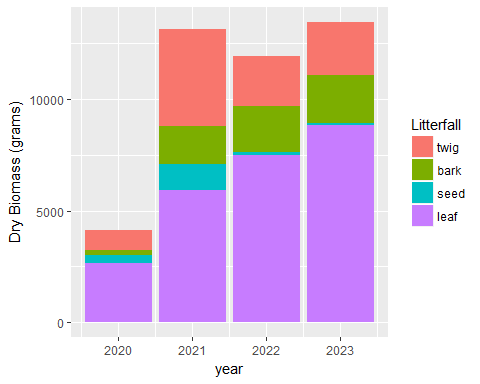 Dry Biomass (grams)
10000
5000
0
2020 2021 2022 2023
year
Litterfall
twig
bark
seed
leaf